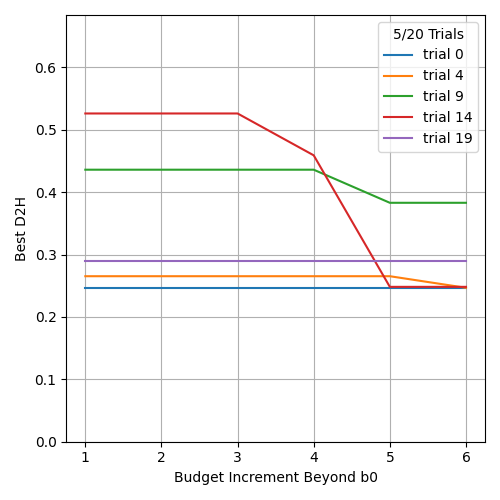 5/20 Trials
trial 0
trial 4
trial 9
trial 14
trial 19
Best D2H
0.6
0.5
0.4
0.3
0.2
0.1
0.0
1 2 3 4 5 6
Budget Increment Beyond b0